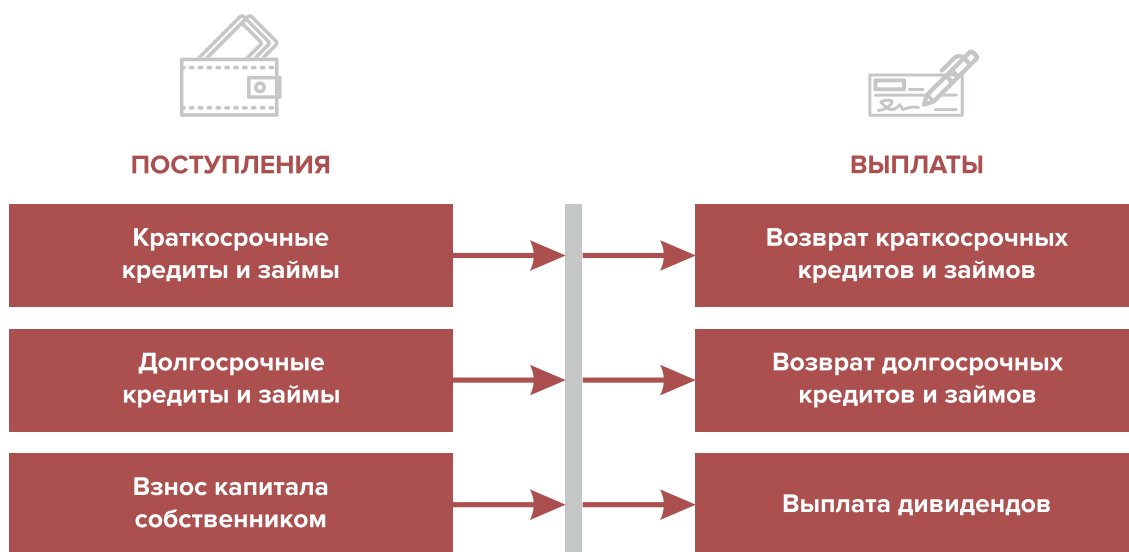 ПОСТУПЛЕНИЯ
ВЫПЛАТЫ
Краткосрочные
кредиты и займы
Возврат краткосрочных
кредитов и займов
Долгосрочные
кредиты и займы
Возврат долгосрочных
кредитов и займов
Взнос капитала
собственником
Выплата дивидендов